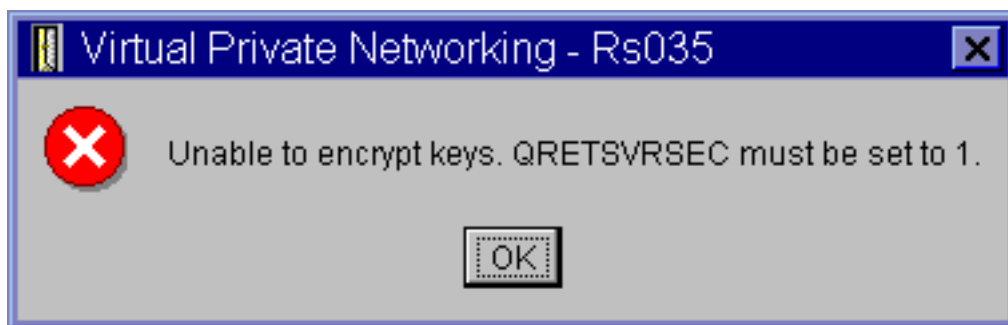 Virtual Private Networking - Rs035
Unable to encrypt keys. QRETSVRSEC must be set to 1.
OK